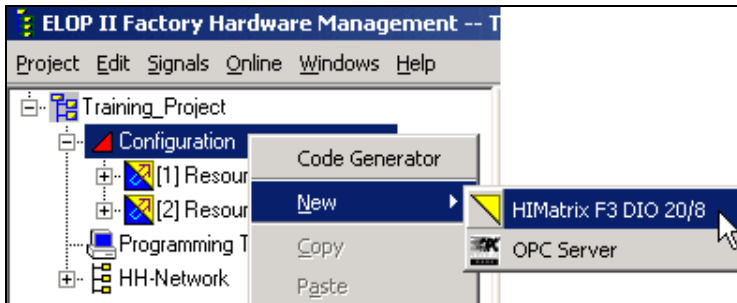 ELOP II Factory Hardware Management -- T
Project Edit Signals Online Windows Help
Training_Project
Configuration
Code Generator
[1] Resour
New
HIMatrix F3 DIO 20/8
[2] Resour
OPC Server
Programming T
Copy
HH-Network
Paste